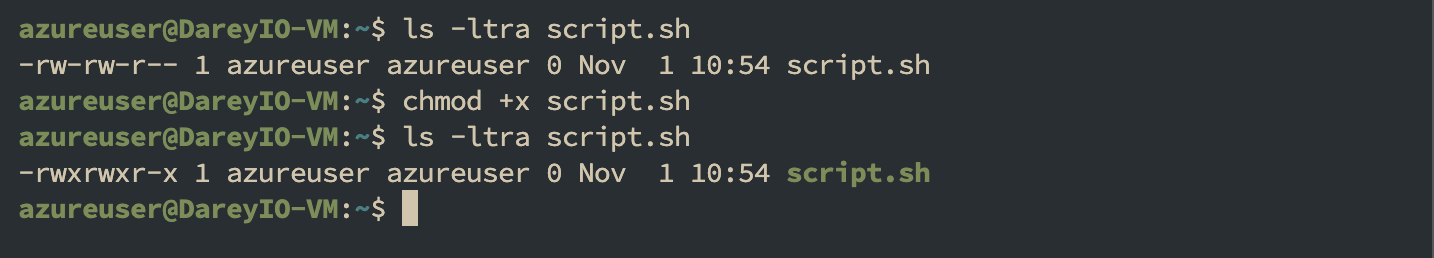 azureuser@DareyIO-VM:~$ ls -ltra script.sh
-rw-rw-r-- 1 azureuser azureuser 0 Nov  1 10:54 script.sh
azureuser@DareyIO-VM:~$ chmod +x script.sh
azureuser@DareyIO-VM:~$ ls -ltra script.sh
-rwxrwxr-x 1 azureuser azureuser 0 Nov  1 10:54 script.sh
azureuser@DareyIO-VM:~$